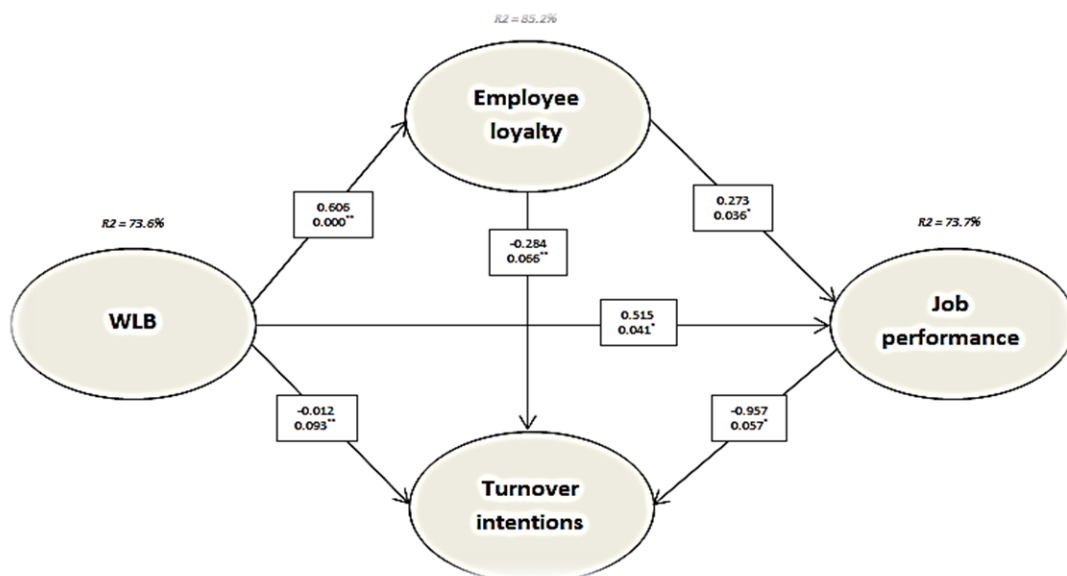 R2 = 85.2%
Employee
loyalty
0.606
0.000**
0.273
0.036*
R2 = 73.6%
-0.284
0.066**
R2 = 73.7%
WLB
0.515
0.041*
Job
performance
-0.012
0.093**
-0.957
0.057*
Turnover
intentions